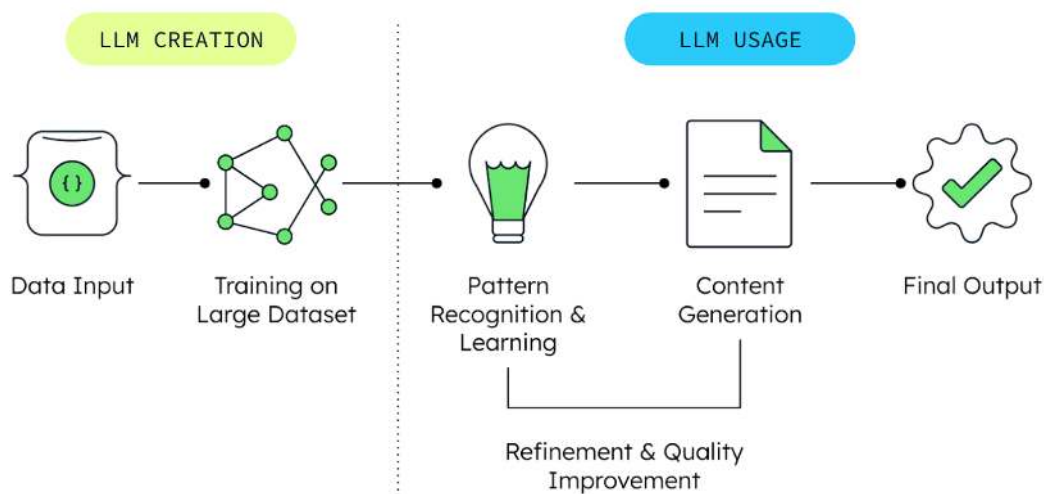 LLM CREATION
LLM USAGE
{ }
Data Input
Training on
Large Dataset
Pattern
Recognition &
Learning
Content
Generation
Final Output
Refinement & Quality
Improvement